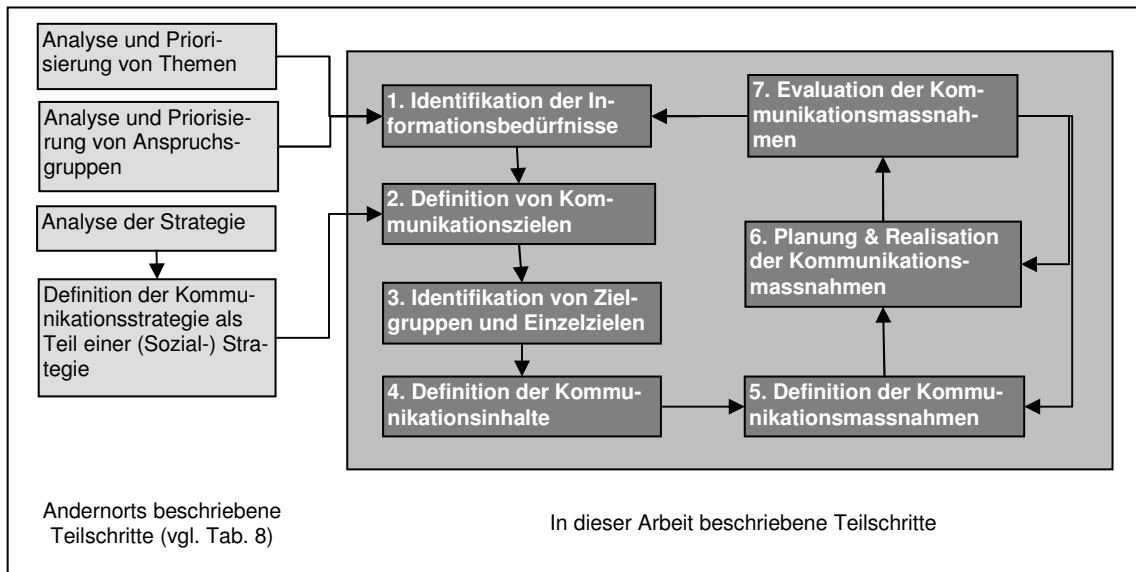 Analyse und Priori-
sierung von Themen
Analyse und Priorisie-
rung von Anspruchs-
gruppen
Analyse der Strategie
Definition der Kommu-
nikationsstrategie als
Teil einer (Sozial-) Stra-
tegie
1. Identifikation der In-
formationsbedürfnisse
2. Definition von Kom-
munikationszielen
3. Identifikation von Ziel-
gruppen und Einzelzielen
4. Definition der Kommu-
nikationsinhalte
7. Evaluation der Kom-
munikationsmassnah-
men
6. Planung & Realisation
der Kommunikations-
massnahmen
5. Definition der Kommu-
nikationsmassnahmen
Andernorts beschriebene
Teilschritte (vgl. Tab. 8)
In dieser Arbeit beschriebene Teilschritte